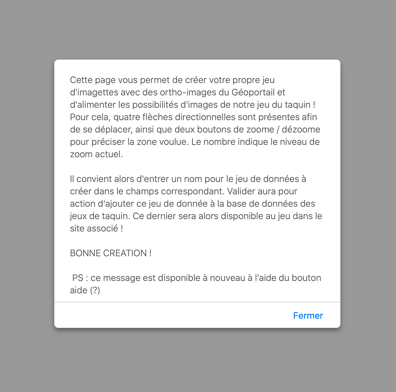 Cette page vous permet de créer votre propre jeu
d'imagettes avec des ortho-images du Géoportail et
d'alimenter les possibilités d'images de notre jeu du taquin !
Pour cela, quatre flèches directionnelles sont présentes afin
de se déplacer, ainsi que deux boutons de zoome / dézoome
pour préciser la zone voulue. Le nombre indique le niveau de
zoom actuel.
Il convient alors d'entrer un nom pour le jeu de données à
créer dans le champs correspondant. Valider aura pour
action d'ajouter ce jeu de donnée à la base de données des
jeux de taquin. Ce dernier sera alors disponible au jeu dans le
site associé !
BONNE CREATION !
PS : ce message est disponible à nouveau à l'aide du bouton
aide (?)
Fermer